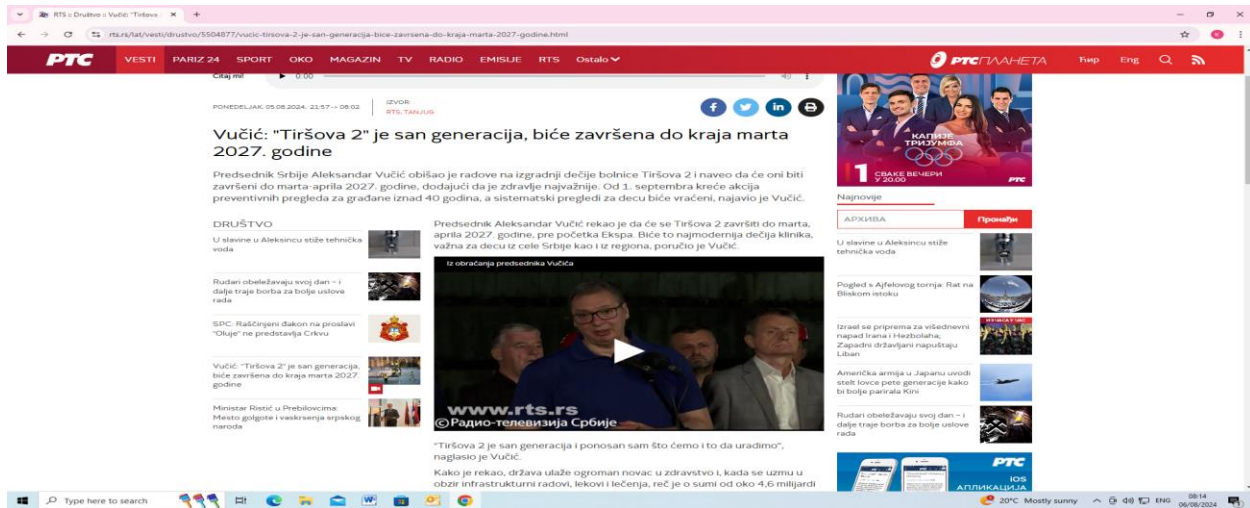 RTS :: Društvo :: Vučić: "Tiršova
rts.rs/lat/vesti/drustvo/5504877/vucic-tirsova-2-je-san-generacija-bice-zavrsena-do-kraja-marta-2027-godine.html
РТС VESTI PARIZ 24 SPORT OKO MAGAZIN TV RADIO EMISIJE RTS Ostalo РТС ПЛАНЕТА Ћир Eng
Čitaj mi! 0:00
PONEDELJAK, 05.08.2024, 21:57 -> 08:02
IZVOR
RTS, TANJUG
Vučić: "Tiršova 2" je san generacija, biće završena do kraja marta
2027. godine
Predsednik Srbije Aleksandar Vučić obišao je radove na izgradnji dečije bolnice Tiršova 2 i naveo da će oni biti
završeni do marta-aprila 2027. godine, dodajući da je zdravlje najvažnije. Od 1. septembra kreće akcija
preventivnih pregleda za građane iznad 40 godina, a sistematski pregledi za decu biće vraćeni, najavio je Vučić.
DRUŠTVO
U slavine u Aleksincu stiže tehnička
voda
Rudari obeležavaju svoj dan – i
dalje traje borba za bolje uslove
rada
SPC: Raščinjeni đakon na proslavi
"Oluje" ne predstavlja Crkvu
Vučić: "Tiršova 2" je san generacija,
biće završena do kraja marta 2027.
godine
Ministar Ristić u Prebilovcima:
Mesto golgote i vaskrsenja srpskog
naroda
Predsednik Aleksandar Vučić rekao je da će se Tiršova 2 završiti do marta,
aprila 2027. godine, pre početka Ekspa. Biće to najmodernija dečija klinika,
važna za decu iz cele Srbije kao i iz regiona, poručio je Vučić.
Iz obraćanja predsednika Vučića
www.rts.rs
©Радио-телевизија Србије
"Tiršova 2 je san generacija i ponosan sam što ćemo i to da uradimo",
naglasio je Vučić.
Kako je rekao, država ulaže ogroman novac u zdravstvo i, kada se uzmu u
obzir infrastrukturni radovi, lekovi i lečenja, reč je o sumi od oko 4,6 milijardi
КАПИЈЕ
ТРИЈУМФА
1 СВАКЕ ВЕЧЕРИ
У 20.00
РТС
Najnovije
АРХИВА Пронађи
U slavine u Aleksincu stiže
tehnička voda
Pogled s Ajfelovog tornja: Rat na
Bliskom istoku
Izrael se priprema za višednevni
napad Irana i Hezbolaha;
Zapadni državljani napuštaju
Liban
Američka armija u Japanu uvodi
stelt lovce pete generacije kako
bi bolje parirala Kini
Rudari obeležavaju svoj dan – i
dalje traje borba za bolje uslove
rada
РТС
iOS
АПЛИКАЦИЈА
Type here to search
20°C Mostly sunny
ENG
08:14
06/08/2024